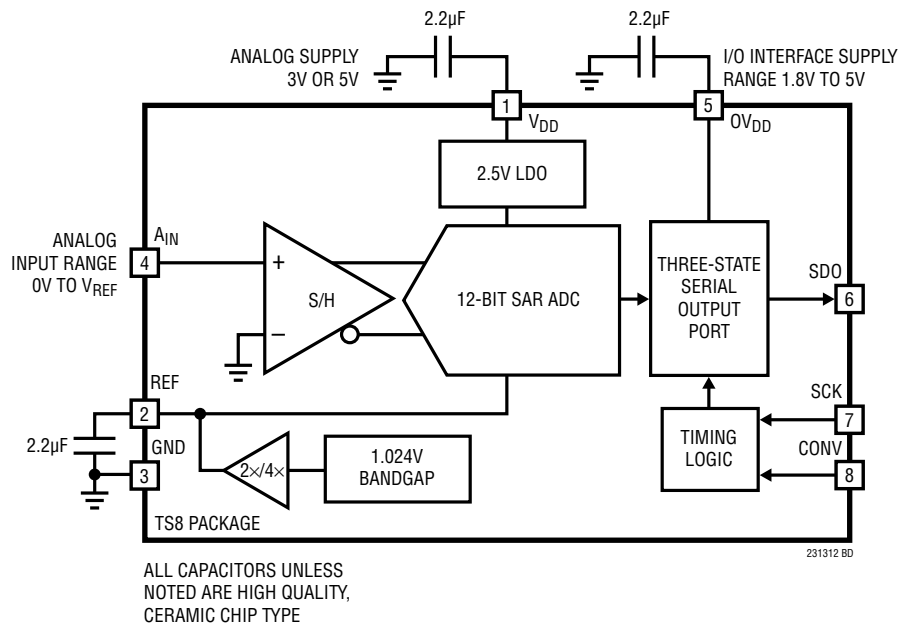 2.2µF
2.2µF
ANALOG SUPPLY
3V OR 5V
I/O INTERFACE SUPPLY
RANGE 1.8V TO 5V
1
VDD
5
OVDD
2.5V LDO
ANALOG
INPUT RANGE
0V TO VREF
AIN
4
+
S/H
–
12-BIT SAR ADC
THREE-STATE
SERIAL
OUTPUT
PORT
SDO
6
REF
2
2.2µF
GND
3
2×/4×
1.024V
BANDGAP
TIMING
LOGIC
SCK
7
CONV
8
TS8 PACKAGE
231312 BD
ALL CAPACITORS UNLESS
NOTED ARE HIGH QUALITY,
CERAMIC CHIP TYPE